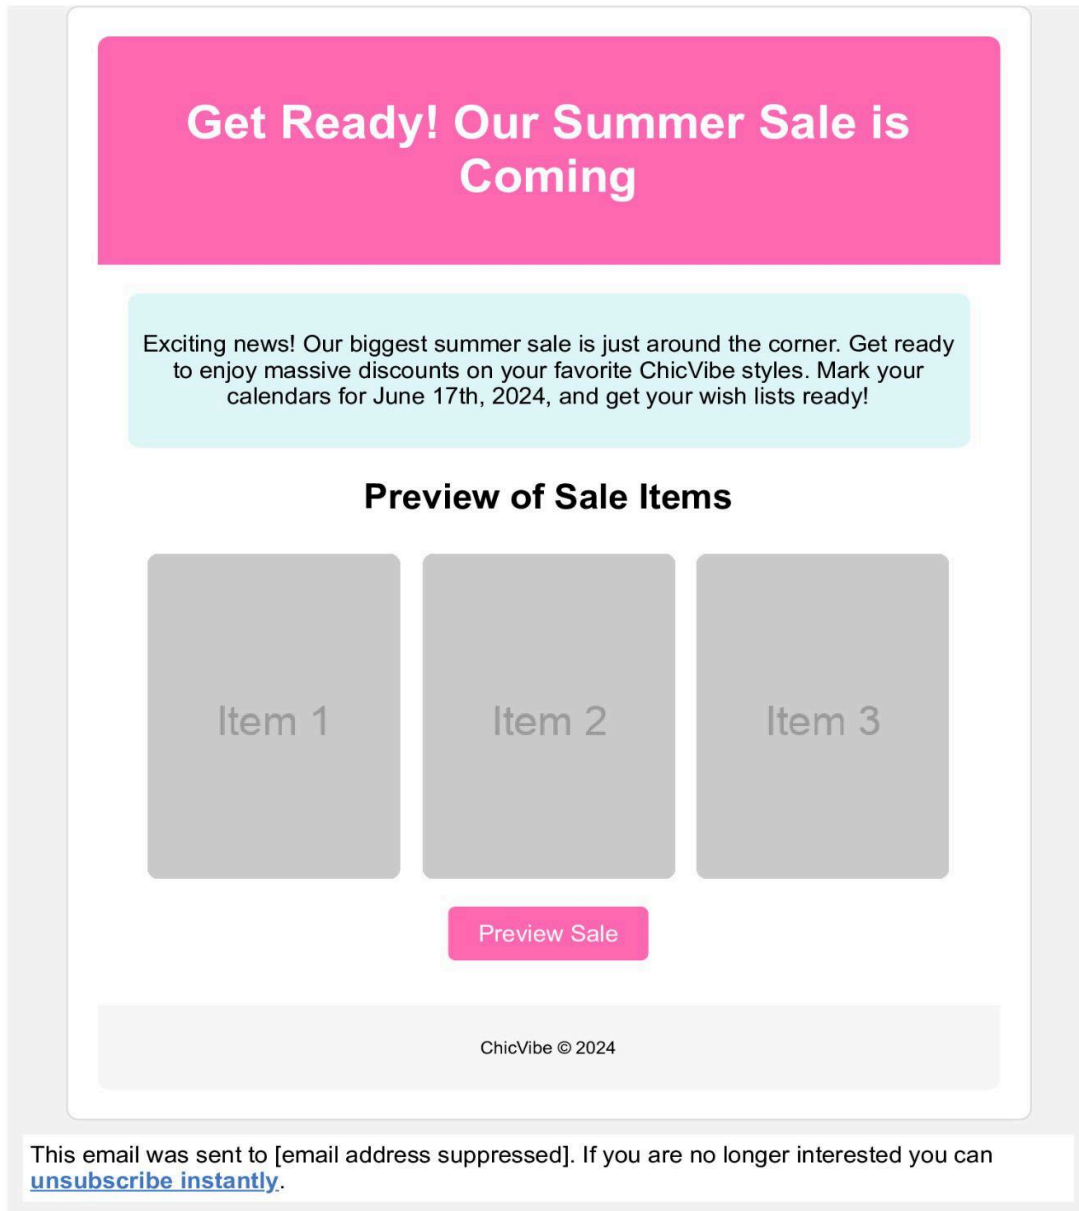 Get Ready! Our Summer Sale is
Coming
Exciting news! Our biggest summer sale is just around the corner. Get ready
to enjoy massive discounts on your favorite ChicVibe styles. Mark your
calendars for June 17th, 2024, and get your wish lists ready!
Preview of Sale Items
Item 1
Item 2
Item 3
Preview Sale
ChicVibe © 2024
This email was sent to [email address suppressed]. If you are no longer interested you can
unsubscribe instantly.